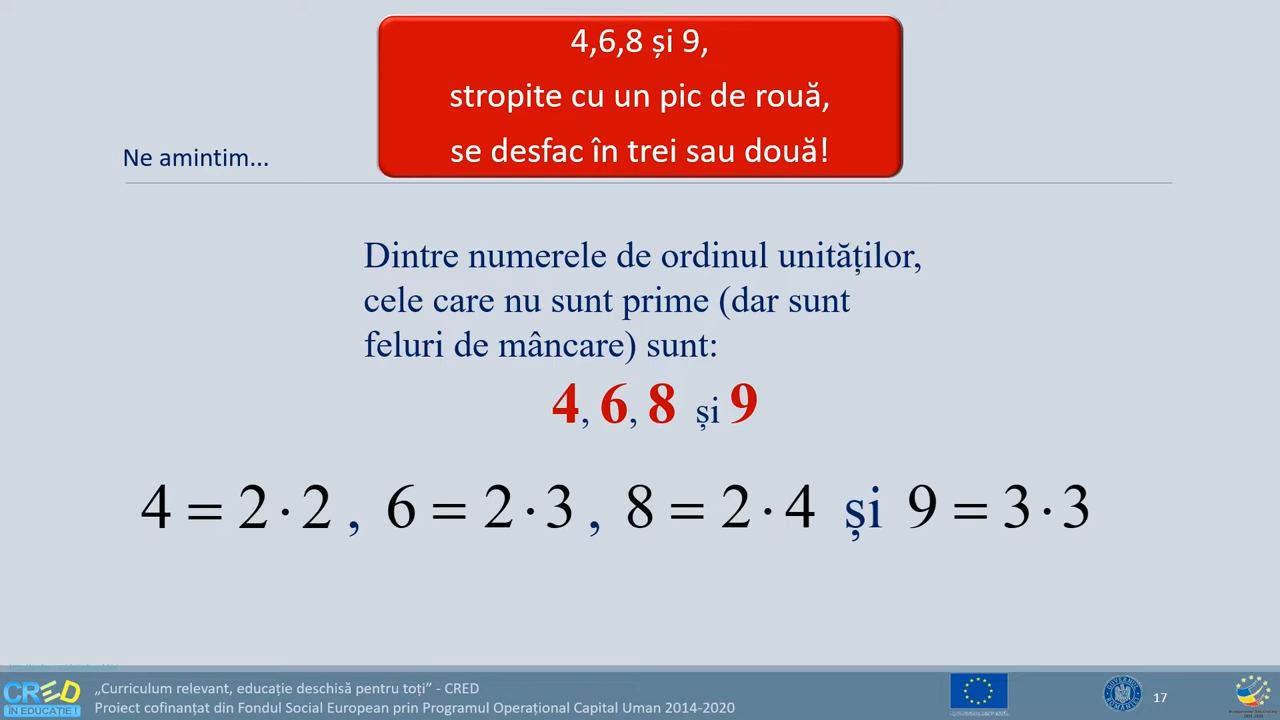 4,6,8 și 9,
stropite cu un pic de rouă,
se desfac în trei sau două!
Ne amintim...
Dintre numerele de ordinul unităților,
cele care nu sunt prime (dar sunt
feluri de mâncare) sunt:
4, 6, 8 și 9
4 = 2 · 2 , 6 = 2 · 3 , 8 = 2 · 4 și 9 = 3 · 3
CRED
ÎN EDUCAȚIE !
„Curriculum relevant, educație deschisă pentru toți” - CRED
Proiect cofinanțat din Fondul Social European prin Programul Operațional Capital Uman 2014-2020
17